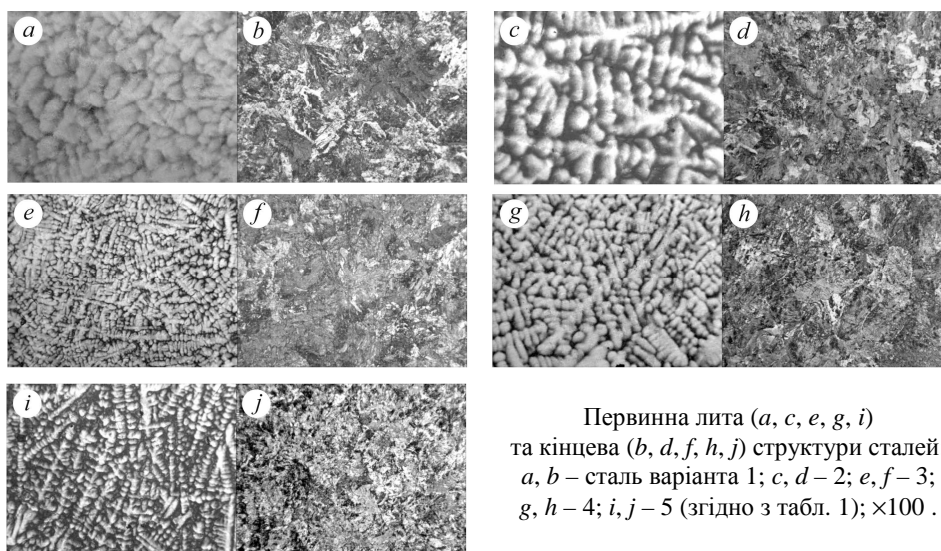 a b c d
e f g h
i j
Первинна лита (a, c, e, g, i)
та кінцева (b, d, f, h, j) структури сталей
a, b – сталь варіанта 1; c, d – 2; e, f – 3;
g, h – 4; i, j – 5 (згідно з табл. 1); ×100 .